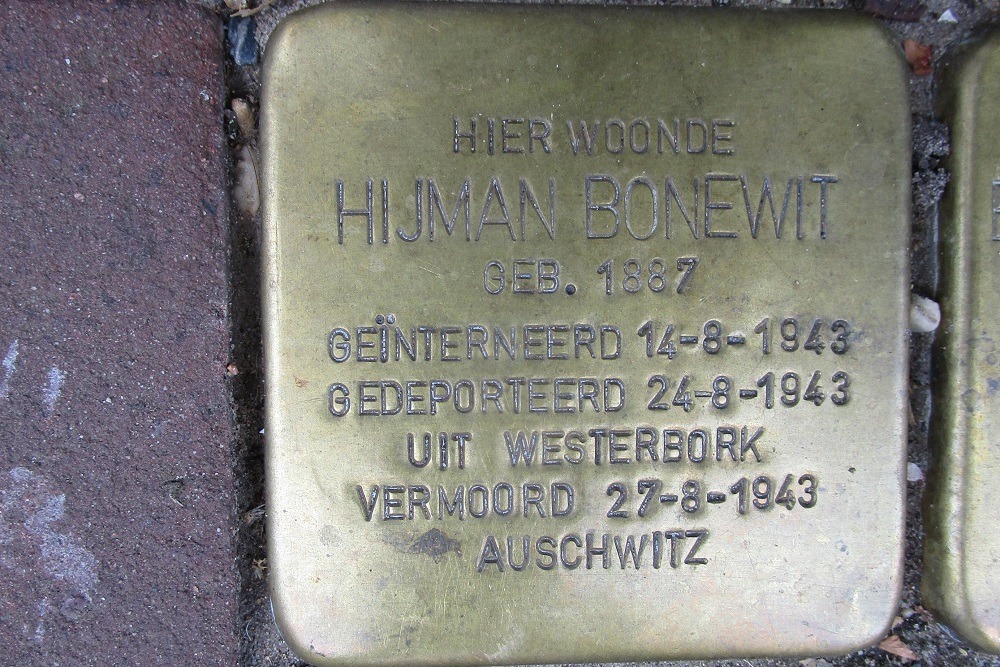 HIER WOONDE
HIJMAN BONEWIT
GEB. 1887
GEÏNTERNEERD 14-8-1943
GEDEPORTEERD 24-8-1943
UIT WESTERBORK
VERMOORD 27-8-1943
AUSCHWITZ